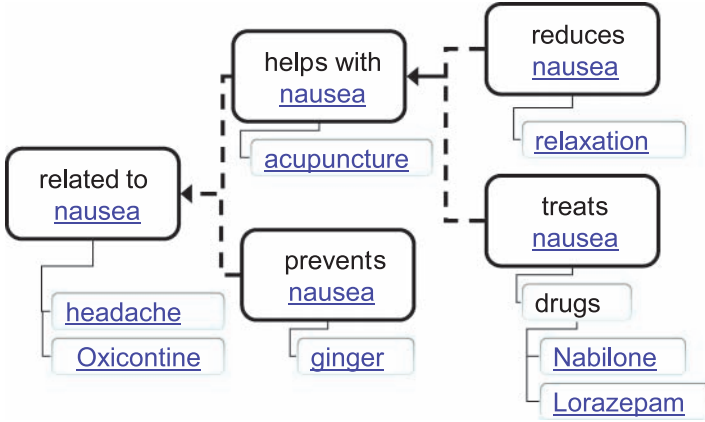 related to
nausea
headache
Oxicontine
helps with
nausea
acupuncture
prevents
nausea
ginger
reduces
nausea
relaxation
treats
nausea
drugs
Nabilone
Lorazepam